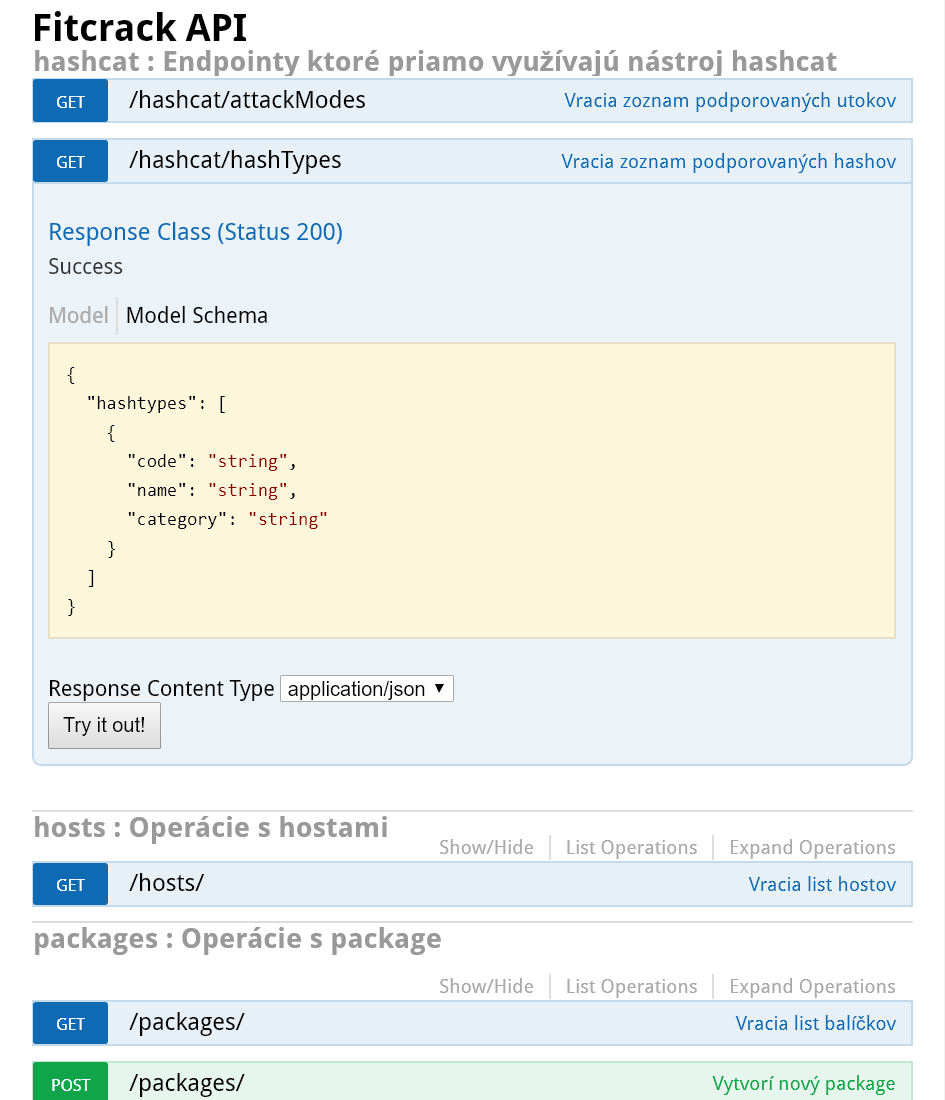 Fitcrack API
hashcat : Endpointy ktoré priamo využívajú nástroj hashcat
GET /hashcat/attackModes Vracia zoznam podporovaných utokov
GET /hashcat/hashTypes Vracia zoznam podporovaných hashov
Response Class (Status 200)
Success
Model Model Schema
{
  "hashtypes": [
    {
      "code": "string",
      "name": "string",
      "category": "string"
    }
  ]
}
Response Content Type application/json
Try it out!
hosts : Operácie s hostami
Show/Hide List Operations Expand Operations
GET /hosts/ Vracia list hostov
packages : Operácie s package
Show/Hide List Operations Expand Operations
GET /packages/ Vracia list balíčkov
POST /packages/ Vytvorí nový package